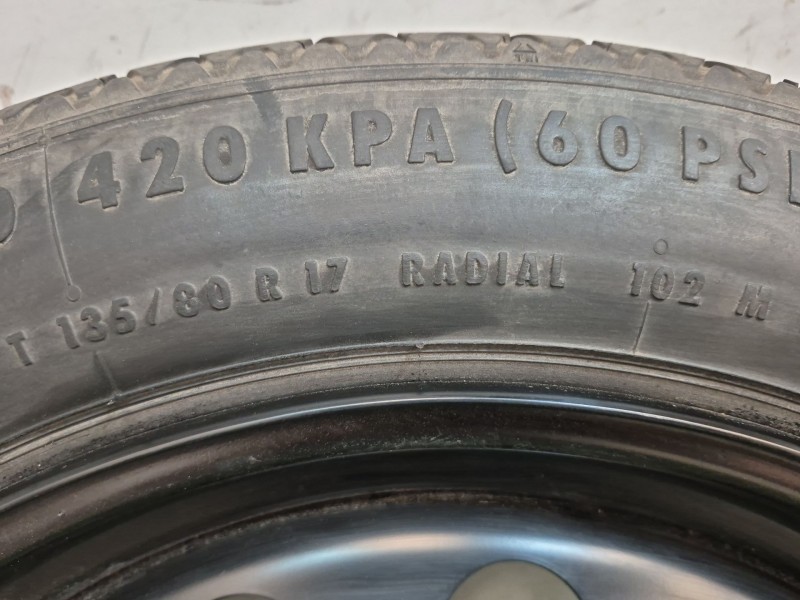 420 KPA (60 PSI
T 135/80 R 17 RADIAL 102 M